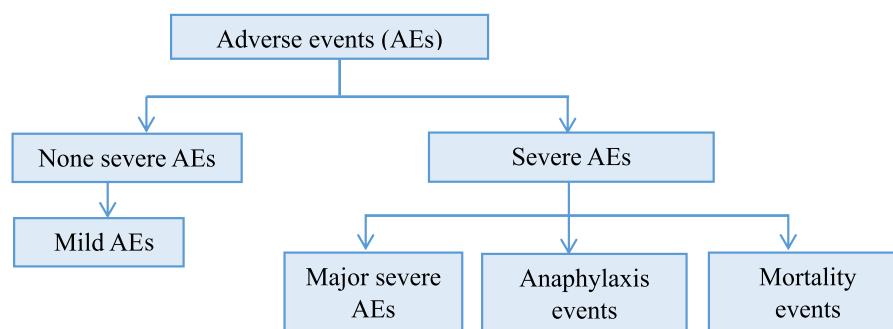 Adverse events (AEs)
None severe AEs
Severe AEs
Mild AEs
Major severe
AEs
Anaphylaxis
events
Mortality
events